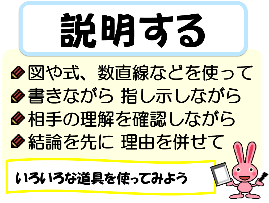 説明する
図や式、数直線などを使って
書きながら 指し示しながら
相手の理解を確認しながら
結論を先に 理由を併せて
いろいろな道具を使ってみよう